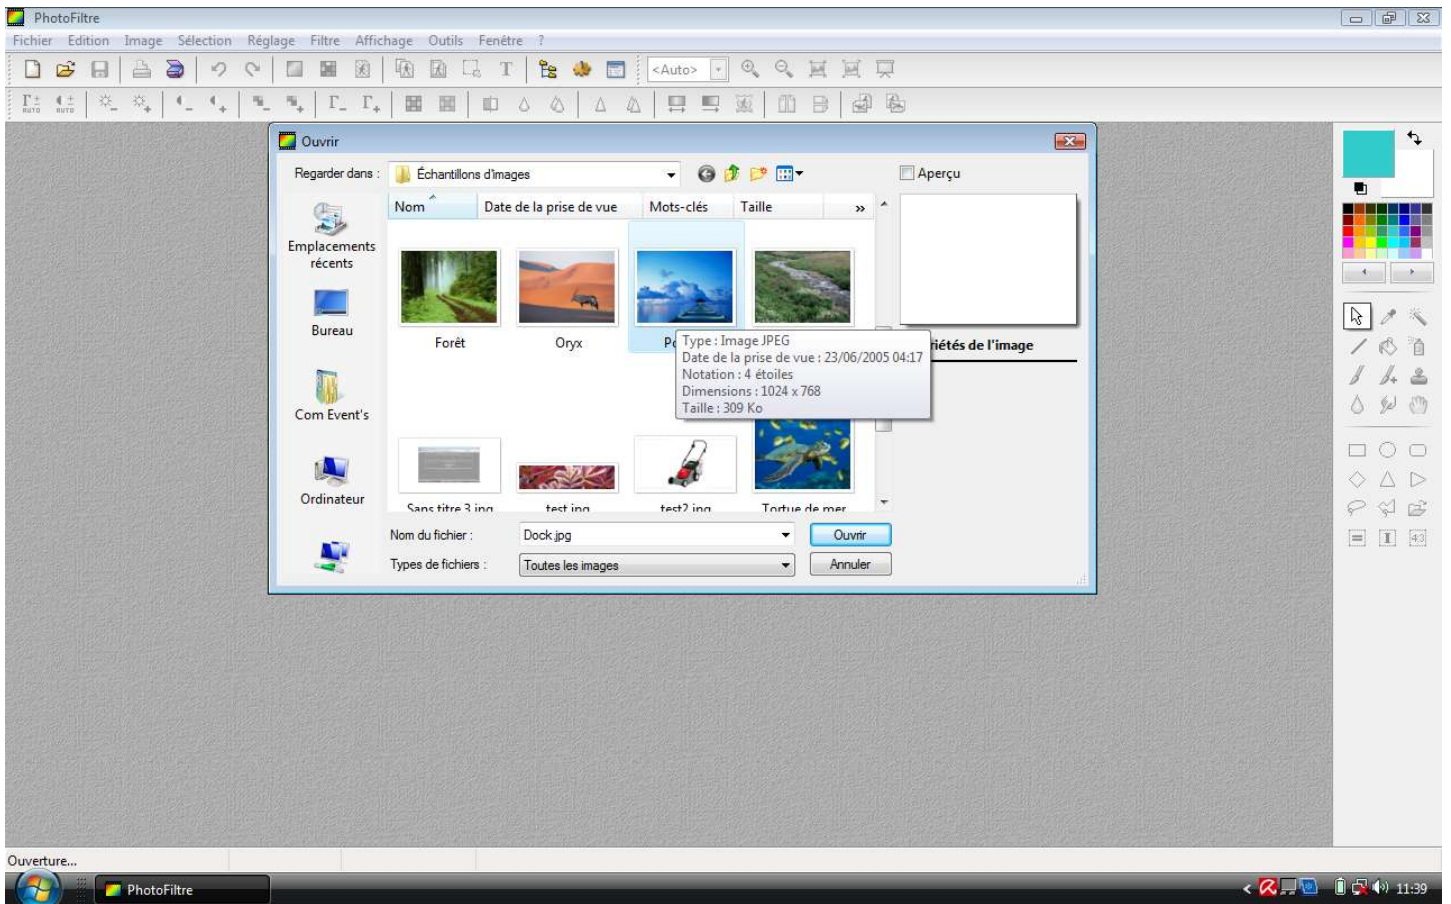 PhotoFiltre
Fichier Edition Image Sélection Réglage Filtre Affichage Outils Fenêtre ?
T <Auto>
AUTO AUTO
Ouvrir
Regarder dans : Échantillons d'images Aperçu
Nom Date de la prise de vue Mots-clés Taille »
Emplacements récents
Bureau
Com Event's
Ordinateur
Forêt Oryx
Type : Image JPEG
Date de la prise de vue : 23/06/2005 04:17
Notation : 4 étoiles
Dimensions : 1024 x 768
Taille : 309 Ko
riétés de l'image
Sans titre 3.jpg test.jpg test2.jpg Tortue de mer
Nom du fichier : Dock.jpg Ouvrir
Types de fichiers : Toutes les images Annuler
Ouverture...
PhotoFiltre 11:39